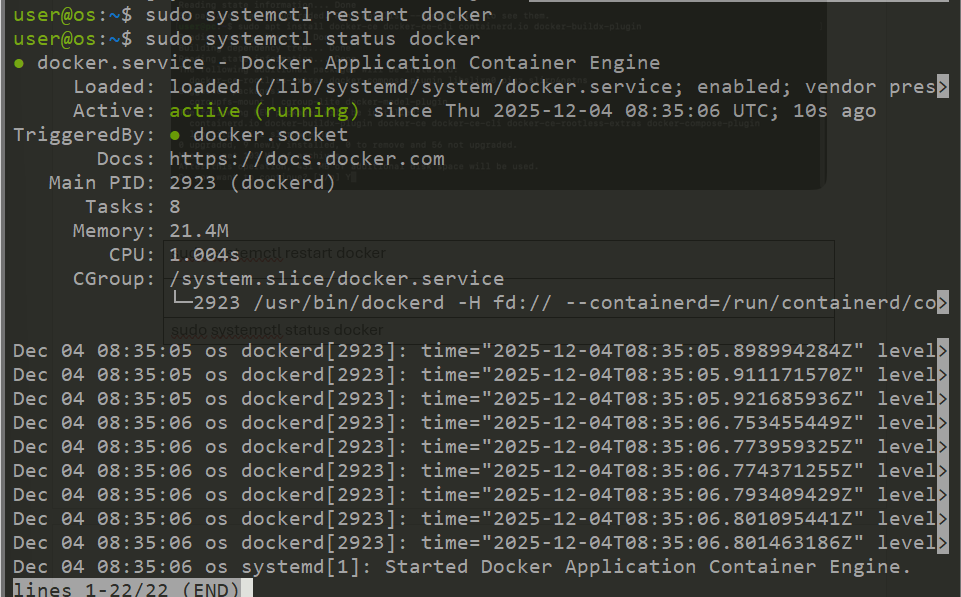 user@os:~$ sudo systemctl restart docker
user@os:~$ sudo systemctl status docker
● docker.service - Docker Application Container Engine
Loaded: loaded (/lib/systemd/system/docker.service; enabled; vendor pres>
Active: active (running) since Thu 2025-12-04 08:35:06 UTC; 10s ago
TriggeredBy: ● docker.socket
Docs: https://docs.docker.com
Main PID: 2923 (dockerd)
Tasks: 8
Memory: 21.4M
sudo systemctl restart docker
CPU: 1.004s
CGroup: /system.slice/docker.service
└─2923 /usr/bin/dockerd -H fd:// --containerd=/run/containerd/co>
sudo systemctl status docker
Dec 04 08:35:05 os dockerd[2923]: time="2025-12-04T08:35:05.898994284Z" level>
Dec 04 08:35:05 os dockerd[2923]: time="2025-12-04T08:35:05.911171570Z" level>
Dec 04 08:35:05 os dockerd[2923]: time="2025-12-04T08:35:05.921685936Z" level>
Dec 04 08:35:06 os dockerd[2923]: time="2025-12-04T08:35:06.753455449Z" level>
Dec 04 08:35:06 os dockerd[2923]: time="2025-12-04T08:35:06.773959325Z" level>
Dec 04 08:35:06 os dockerd[2923]: time="2025-12-04T08:35:06.774371255Z" level>
Dec 04 08:35:06 os dockerd[2923]: time="2025-12-04T08:35:06.793409429Z" level>
Dec 04 08:35:06 os dockerd[2923]: time="2025-12-04T08:35:06.801095441Z" level>
Dec 04 08:35:06 os dockerd[2923]: time="2025-12-04T08:35:06.801463186Z" level>
Dec 04 08:35:06 os systemd[1]: Started Docker Application Container Engine.
lines 1-22/22 (END)